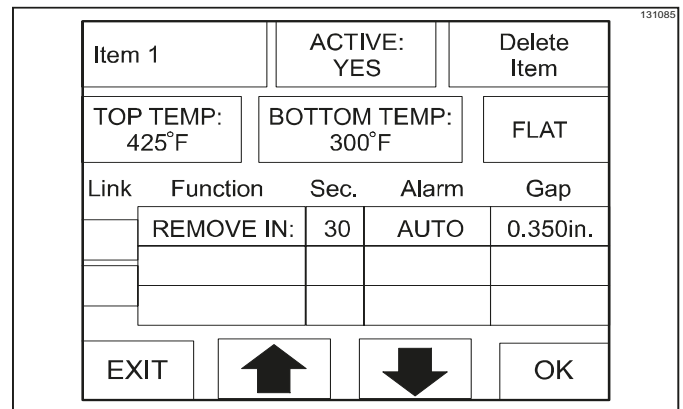 131085
Item 1
ACTIVE:
YES
Delete
Item
TOP TEMP:
425°F
BOTTOM TEMP:
300°F
FLAT
Link Function Sec. Alarm Gap
REMOVE IN: 30 AUTO 0.350in.
EXIT
OK